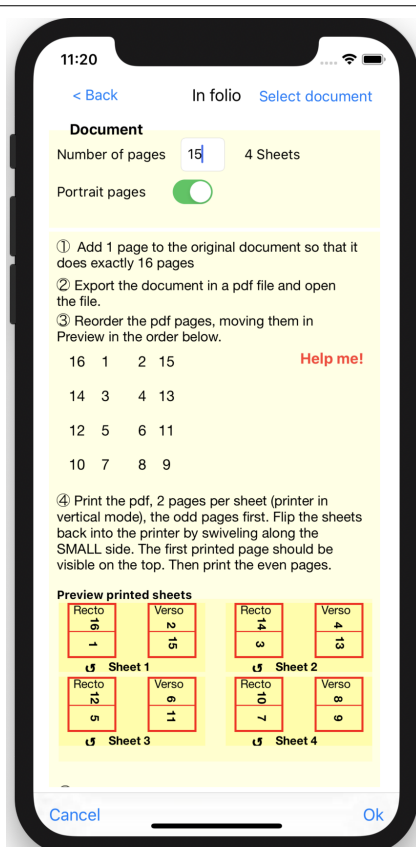 11:20
< Back In folio Select document
Document
Number of pages 15 4 Sheets
Portrait pages
① Add 1 page to the original document so that it
does exactly 16 pages
② Export the document in a pdf file and open
the file.
③ Reorder the pdf pages, moving them in
Preview in the order below.
16 1 2 15 Help me!
14 3 4 13
12 5 6 11
10 7 8 9
④ Print the pdf, 2 pages per sheet (printer in
vertical mode), the odd pages first. Flip the sheets
back into the printer by swiveling along the
SMALL side. The first printed page should be
visible on the top. Then print the even pages.
Preview printed sheets
Recto Verso Recto Verso
16 2 14 4
1 15 3 13
↺ Sheet 1 ↺ Sheet 2
Recto Verso Recto Verso
12 6 10 8
5 11 7 9
↺ Sheet 3 ↺ Sheet 4
Cancel Ok